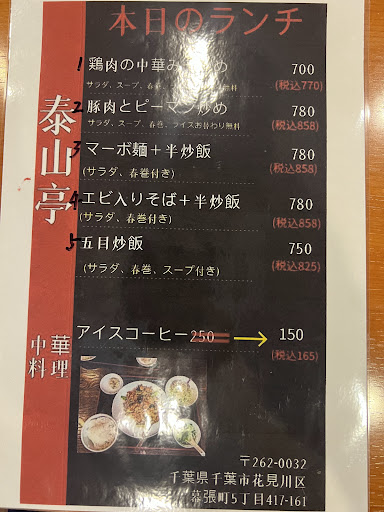 本日のランチ
泰山亭
中華料理
1 鶏肉の中華み め 700
サラダ、スープ、春 無料 (税込770)
2 豚肉とピーマン炒め 780
サラダ、スープ、春巻、ライスお替わり無料 (税込858)
3 マーボ麺+半炒飯 780
(サラダ、春巻付き) (税込858)
4 エビ入りそば+半炒飯 780
(サラダ、春巻付き) (税込858)
5 五目炒飯 750
(サラダ、春巻、スープ付き) (税込825)
アイスコーヒー 250 → 150
(税込165)
〒262-0032
千葉県千葉市花見川区
幕張町5丁目417-161